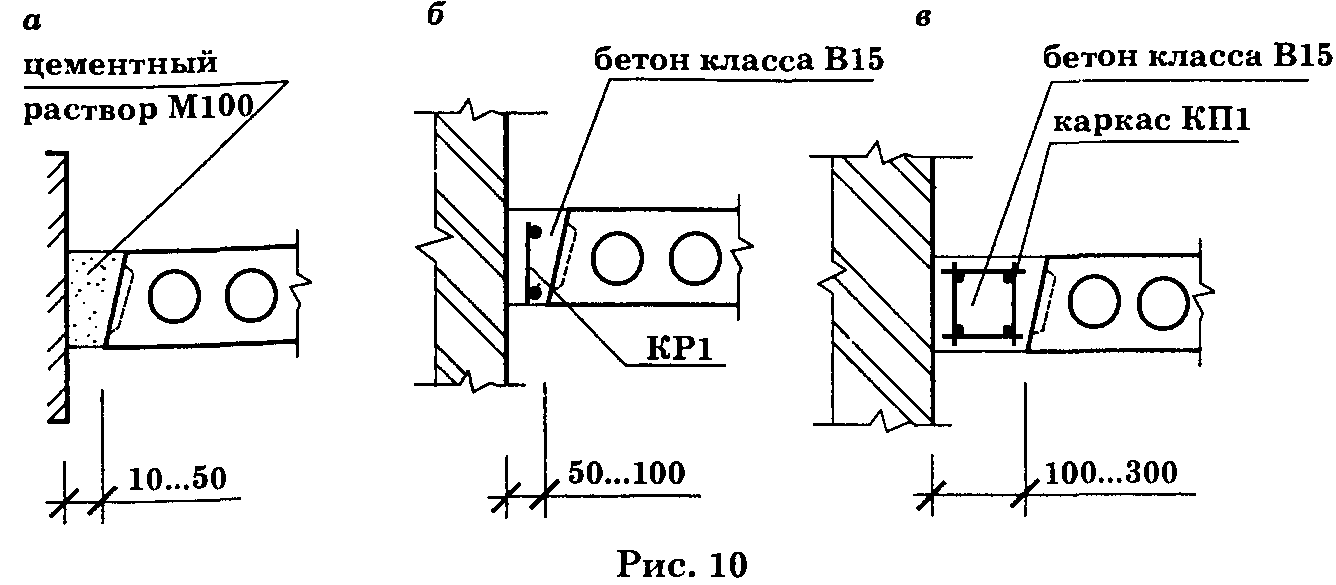 а
цементный
раствор М100
10...50
б
бетон класса В15
КР1
50...100
в
бетон класса В15
каркас КП1
100...300
Рис. 10